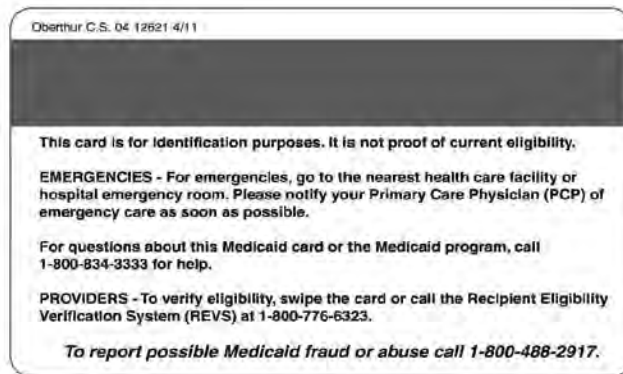 Oberthur C.S. 04 12621 4/11
This card is for identification purposes. It is not proof of current eligibility.
EMERGENCIES - For emergencies, go to the nearest health care facility or
hospital emergency room. Please notify your Primary Care Physician (PCP) of
emergency care as soon as possible.
For questions about this Medicaid card or the Medicaid program, call
1-800-834-3333 for help.
PROVIDERS - To verify eligibility, swipe the card or call the Recipient Eligibility
Verification System (REVS) at 1-800-776-6323.
To report possible Medicaid fraud or abuse call 1-800-488-2917.